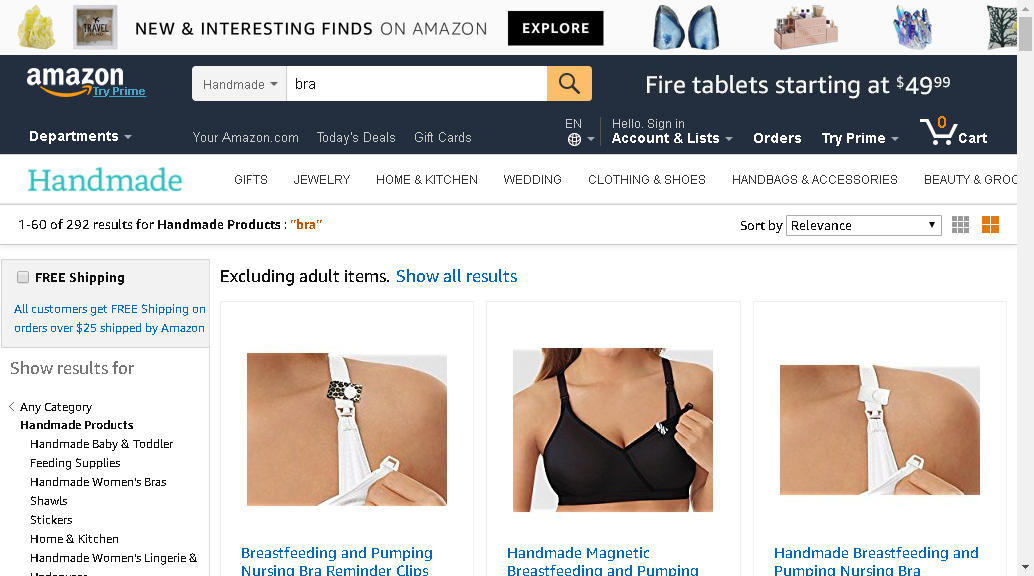 TRAVEL
NEW & INTERESTING FINDS ON AMAZON
EXPLORE
amazon
Try Prime
Handmade
bra
Fire tablets starting at $49.99
Departments
Your Amazon.com
Today's Deals
Gift Cards
EN
Hello. Sign in
Account & Lists
Orders
Try Prime
0
Cart
Handmade
GIFTS
JEWELRY
HOME & KITCHEN
WEDDING
CLOTHING & SHOES
HANDBAGS & ACCESSORIES
BEAUTY & GROO
1-60 of 292 results for Handmade Products : "bra"
Sort by
Relevance
FREE Shipping
All customers get FREE Shipping on
orders over $25 shipped by Amazon
Show results for
Any Category
Handmade Products
Handmade Baby & Toddler
Feeding Supplies
Handmade Women's Bras
Shawls
Stickers
Home & Kitchen
Handmade Women's Lingerie &
Excluding adult items. Show all results
Breastfeeding and Pumping
Nursing Bra Reminder Clips
Handmade Magnetic
Breastfeeding and Pumping
Handmade Breastfeeding and
Pumping Nursing Bra